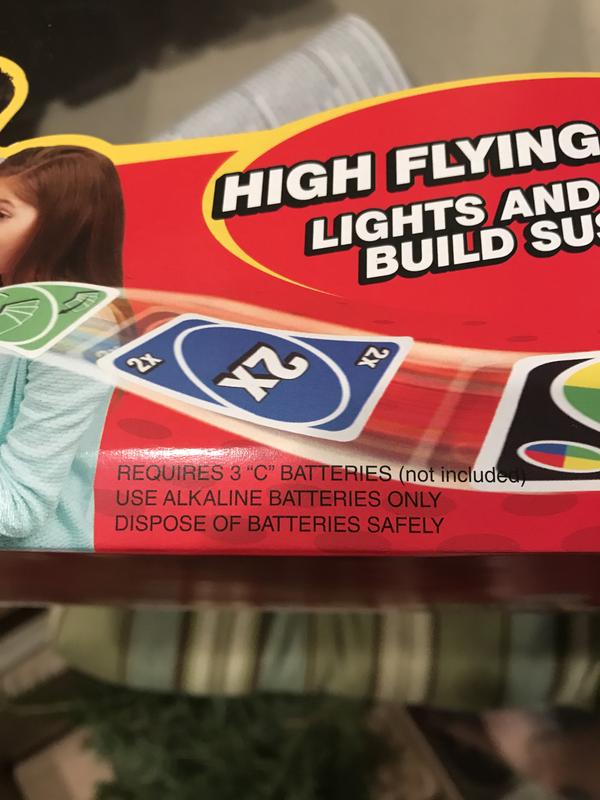 HIGH FLYING
LIGHTS AND
BUILD
2x
2x
2x
REQUIRES 3 “C” BATTERIES (not included)
USE ALKALINE BATTERIES ONLY
DISPOSE OF BATTERIES SAFELY